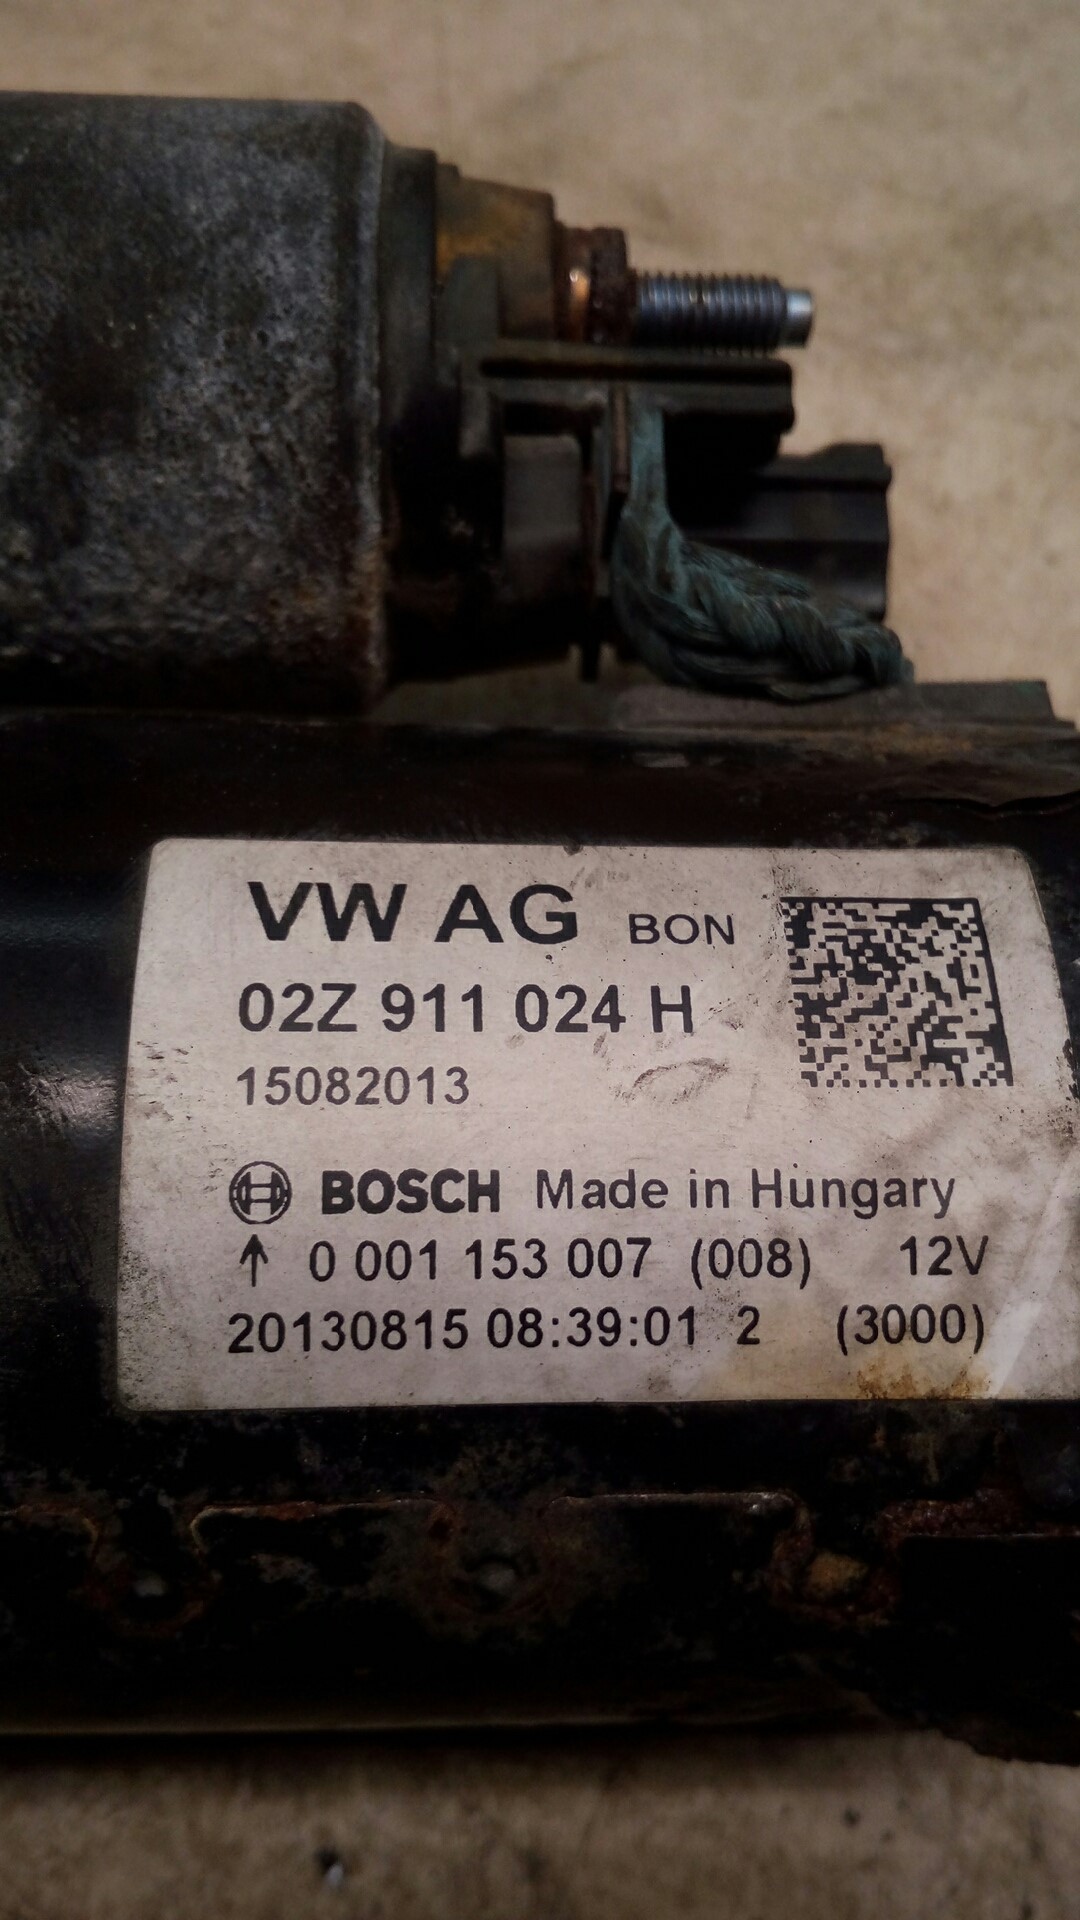 VW AG BON
02Z 911 024 H
15082013
BOSCH Made in Hungary
↑ 0 001 153 007 (008) 12V
20130815 08:39:01 2 (3000)